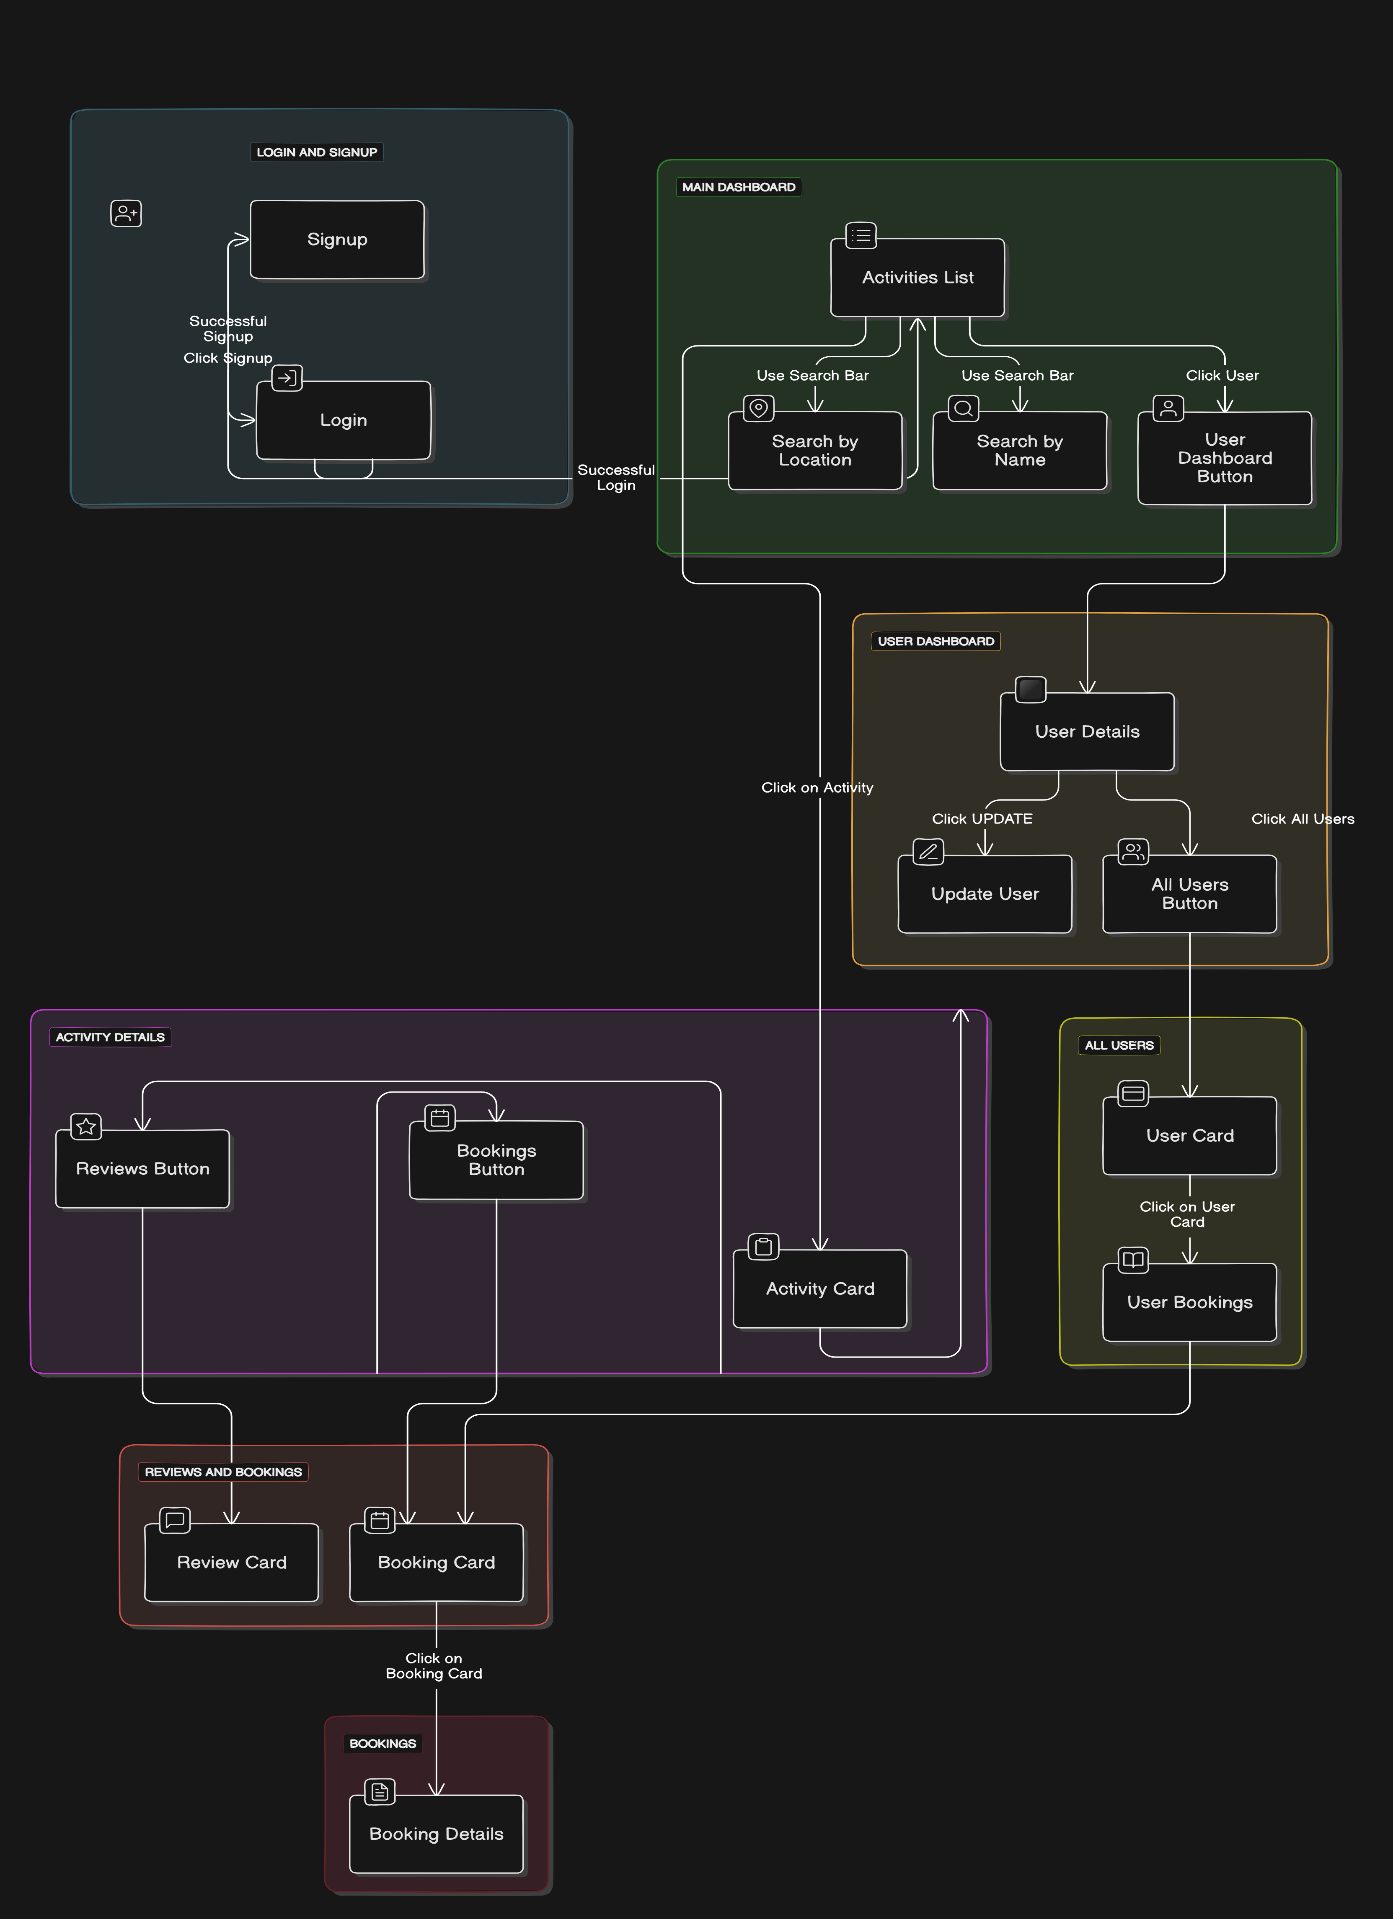 LOGIN AND SIGNUP
Signup
Successful
Signup
Click Signup
Login
Successful
Login
MAIN DASHBOARD
Activities List
Use Search Bar
Use Search Bar
Click User
Search by
Location
Search by
Name
User
Dashboard
Button
USER DASHBOARD
User Details
Click on Activity
Click UPDATE
Click All Users
Update User
All Users
Button
ACTIVITY DETAILS
Reviews Button
Bookings
Button
Activity Card
ALL USERS
User Card
Click on User
Card
User Bookings
REVIEWS AND BOOKINGS
Review Card
Booking Card
Click on
Booking Card
BOOKINGS
Booking Details